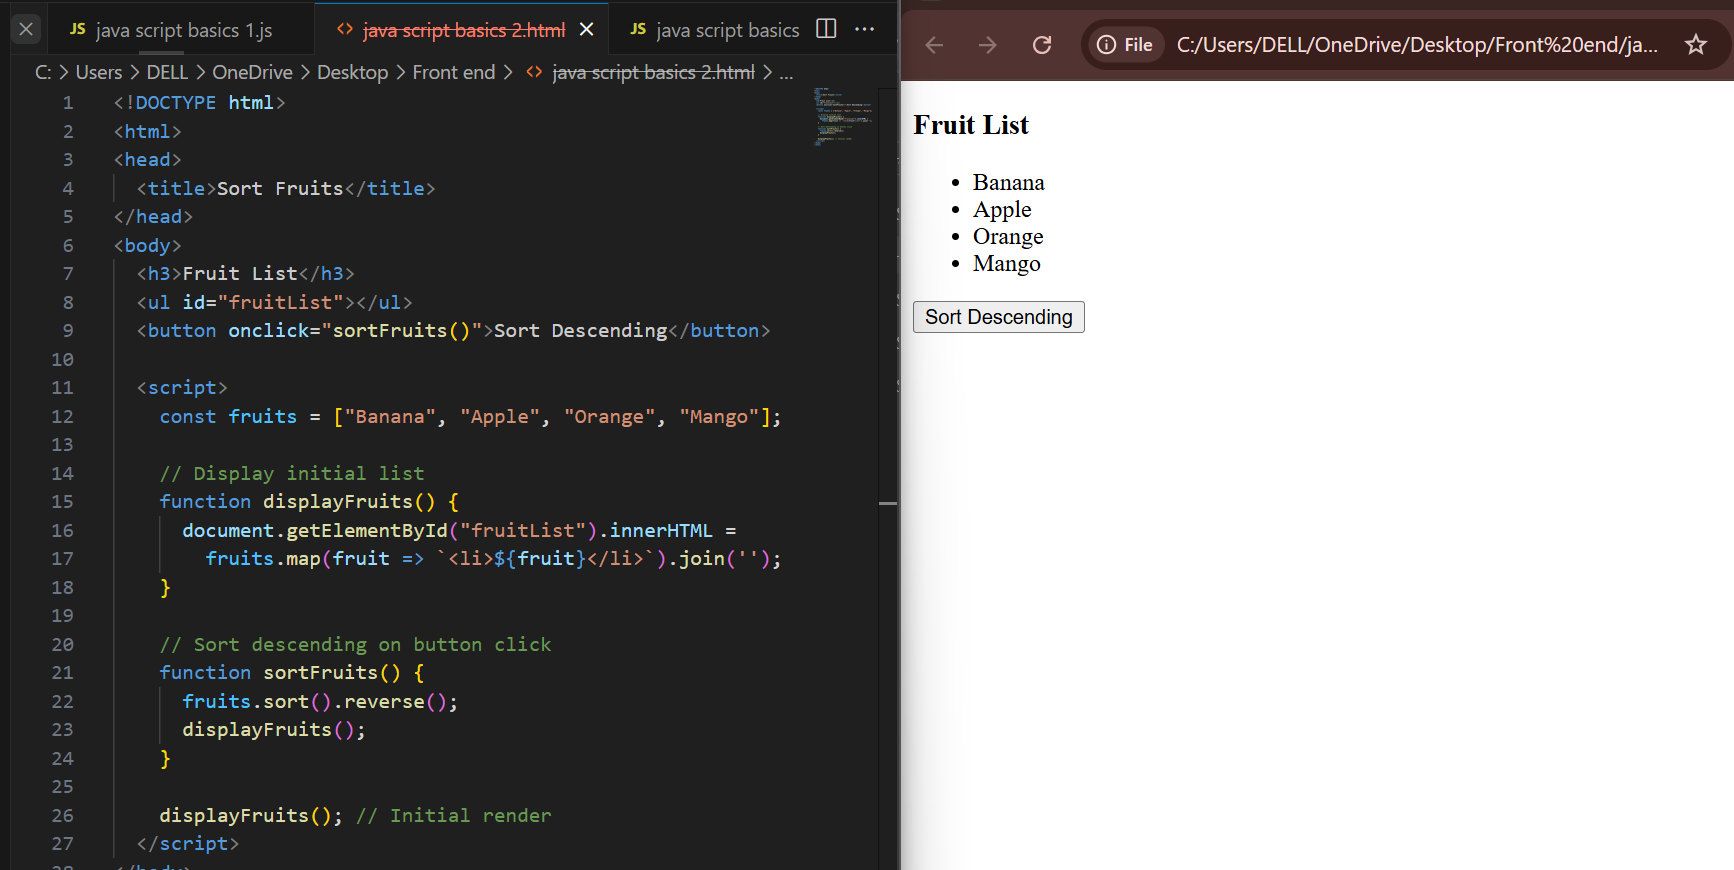 JS java script basics 1.js
<> java script basics 2.html
JS java script basics
...
C: > Users > DELL > OneDrive > Desktop > Front end > <> java script basics 2.html > ...
1 <!DOCTYPE html>
2 <html>
3 <head>
4 <title>Sort Fruits</title>
5 </head>
6 <body>
7 <h3>Fruit List</h3>
8 <ul id="fruitList"></ul>
9 <button onclick="sortFruits()">Sort Descending</button>
10
11 <script>
12 const fruits = ["Banana", "Apple", "Orange", "Mango"];
13
14 // Display initial list
15 function displayFruits() {
16 document.getElementById("fruitList").innerHTML =
17 fruits.map(fruit => `<li>${fruit}</li>`).join('');
18 }
19
20 // Sort descending on button click
21 function sortFruits() {
22 fruits.sort().reverse();
23 displayFruits();
24 }
25
26 displayFruits(); // Initial render
27 </script>
File C:/Users/DELL/OneDrive/Desktop/Front%20end/ja...
Fruit List
• Banana
• Apple
• Orange
• Mango
Sort Descending